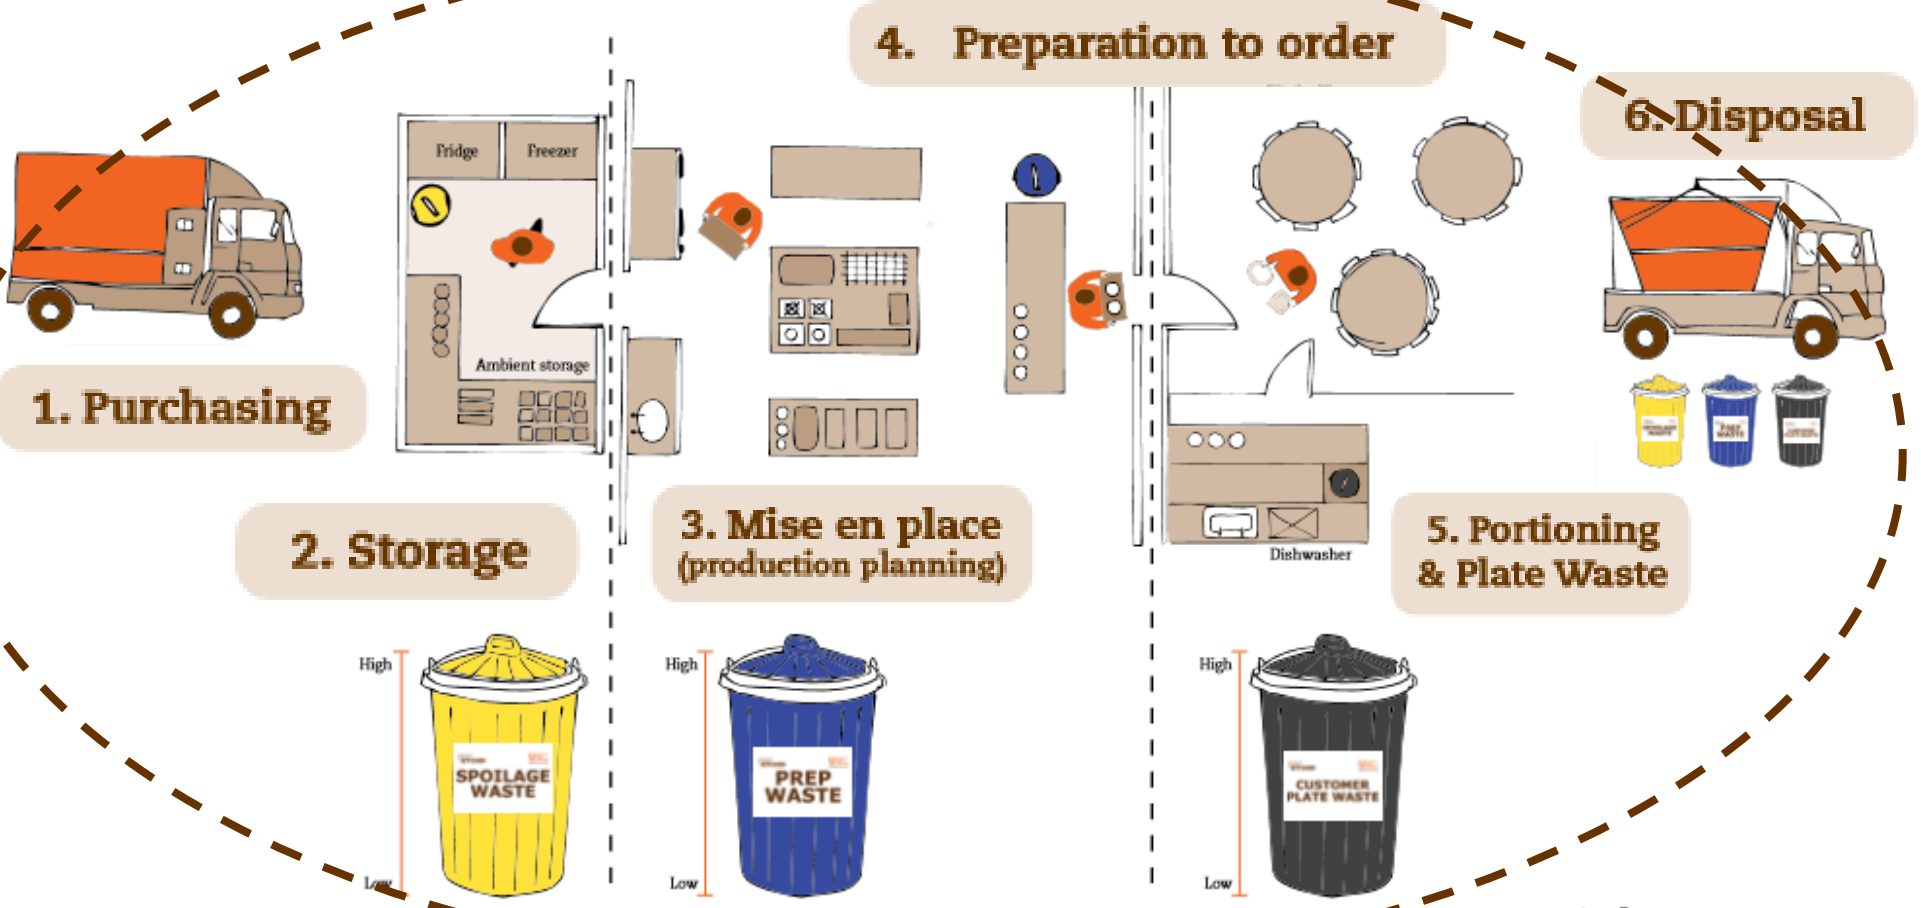 4. Preparation to order
6. Disposal
Fridge
Freezer
Ambient storage
1. Purchasing
2. Storage
3. Mise en place
(production planning)
Dishwasher
5. Portioning
& Plate Waste
High
SPOILAGE
WASTE
Low
High
PREP
WASTE
Low
High
CUSTOMER
PLATE WASTE
Low